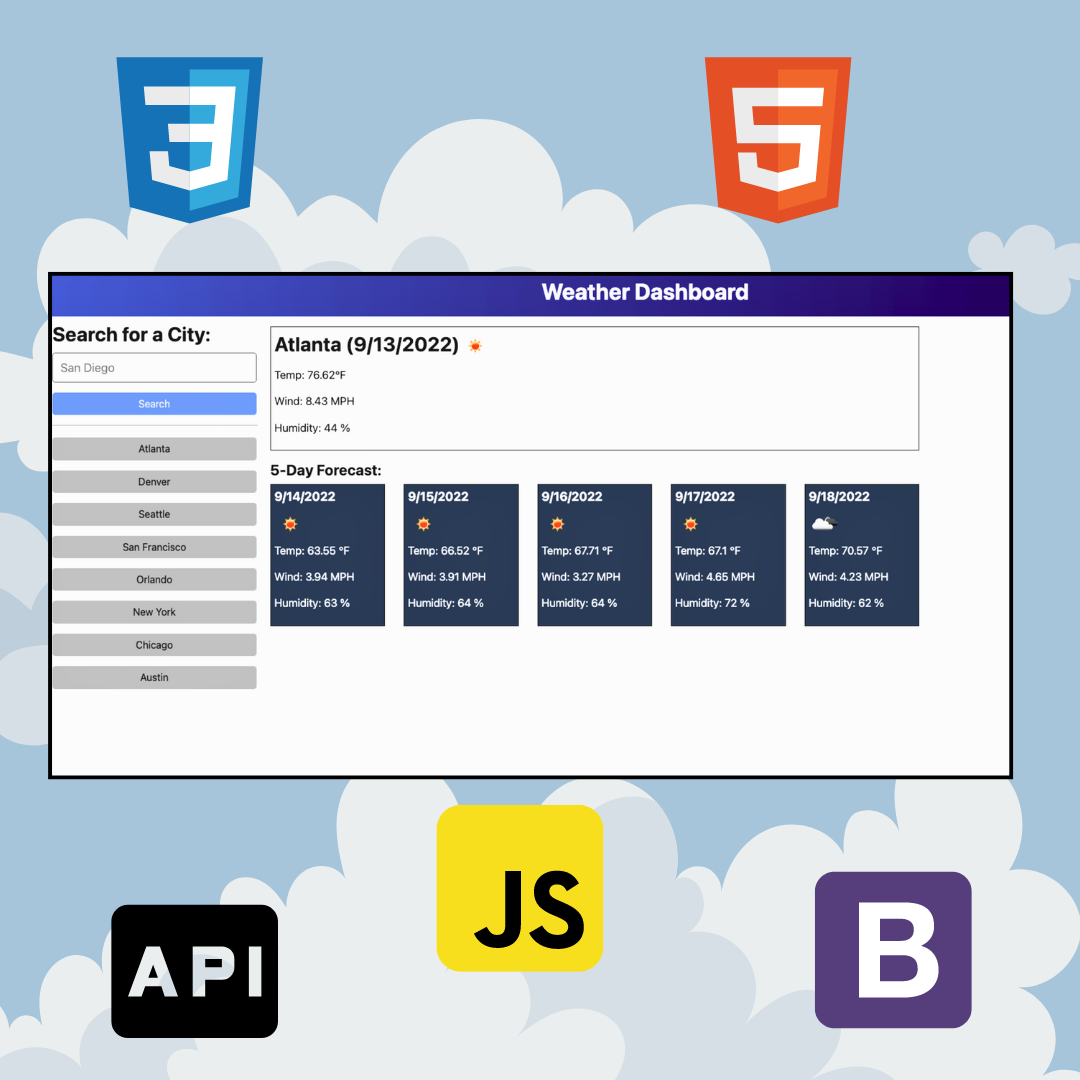 3
5
Weather Dashboard
Search for a City:
San Diego
Search
Atlanta
Denver
Seattle
San Francisco
Orlando
New York
Chicago
Austin
Atlanta (9/13/2022)
Temp: 76.62°F
Wind: 8.43 MPH
Humidity: 44 %
5-Day Forecast:
9/14/2022
Temp: 63.55 °F
Wind: 3.94 MPH
Humidity: 63 %
9/15/2022
Temp: 66.52 °F
Wind: 3.91 MPH
Humidity: 64 %
9/16/2022
Temp: 67.71 °F
Wind: 3.27 MPH
Humidity: 64 %
9/17/2022
Temp: 67.1 °F
Wind: 4.65 MPH
Humidity: 72 %
9/18/2022
Temp: 70.57 °F
Wind: 4.23 MPH
Humidity: 62 %
API
JS
B